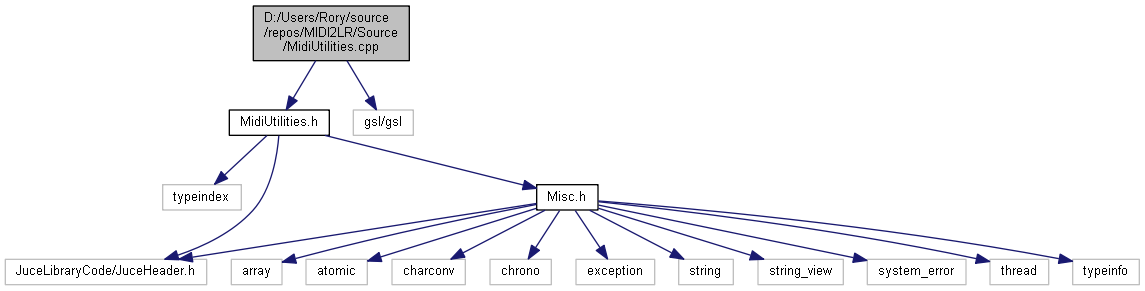 D:/Users/Rory/source
/repos/MIDI2LR/Source
/MidiUtilities.cpp
MidiUtilities.h
gsl/gsl
typeindex
Misc.h
JuceLibraryCode/JuceHeader.h
array
atomic
charconv
chrono
exception
string
string_view
system_error
thread
typeinfo